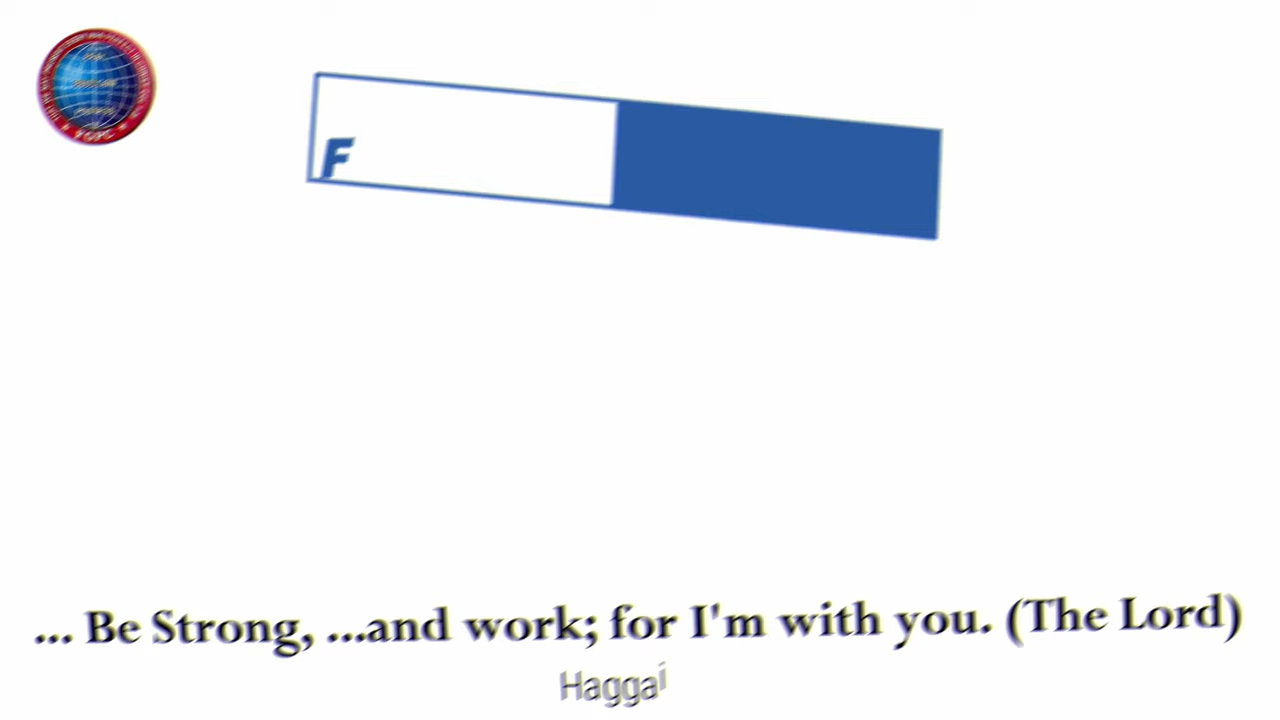 F
... Be Strong, ...and work; for I'm with you. (The Lord)
Haggai